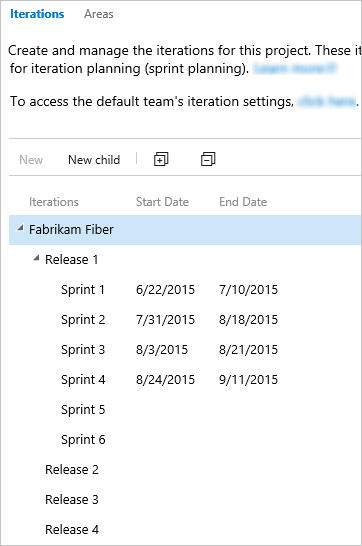 Iterations Areas
Create and manage the iterations for this project. These it
for iteration planning (sprint planning).
To access the default team's iteration settings, click here.
New New child
Iterations Start Date End Date
Fabrikam Fiber
Release 1
Sprint 1 6/22/2015 7/10/2015
Sprint 2 7/31/2015 8/18/2015
Sprint 3 8/3/2015 8/21/2015
Sprint 4 8/24/2015 9/11/2015
Sprint 5
Sprint 6
Release 2
Release 3
Release 4